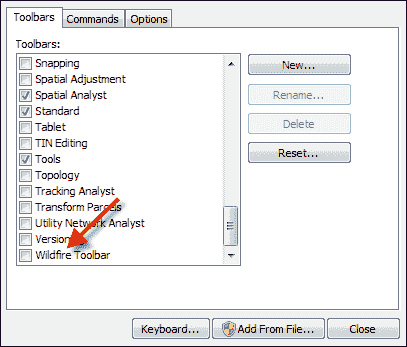 Toolbars Commands Options
Toolbars:
Snapping
Spatial Adjustment
Spatial Analyst
Standard
Tablet
TIN Editing
Tools
Topology
Tracking Analyst
Transform Parcels
Utility Network Analyst
Wildfire Toolbar
New...
Rename...
Delete
Reset...
Keyboard... Add From File... Close